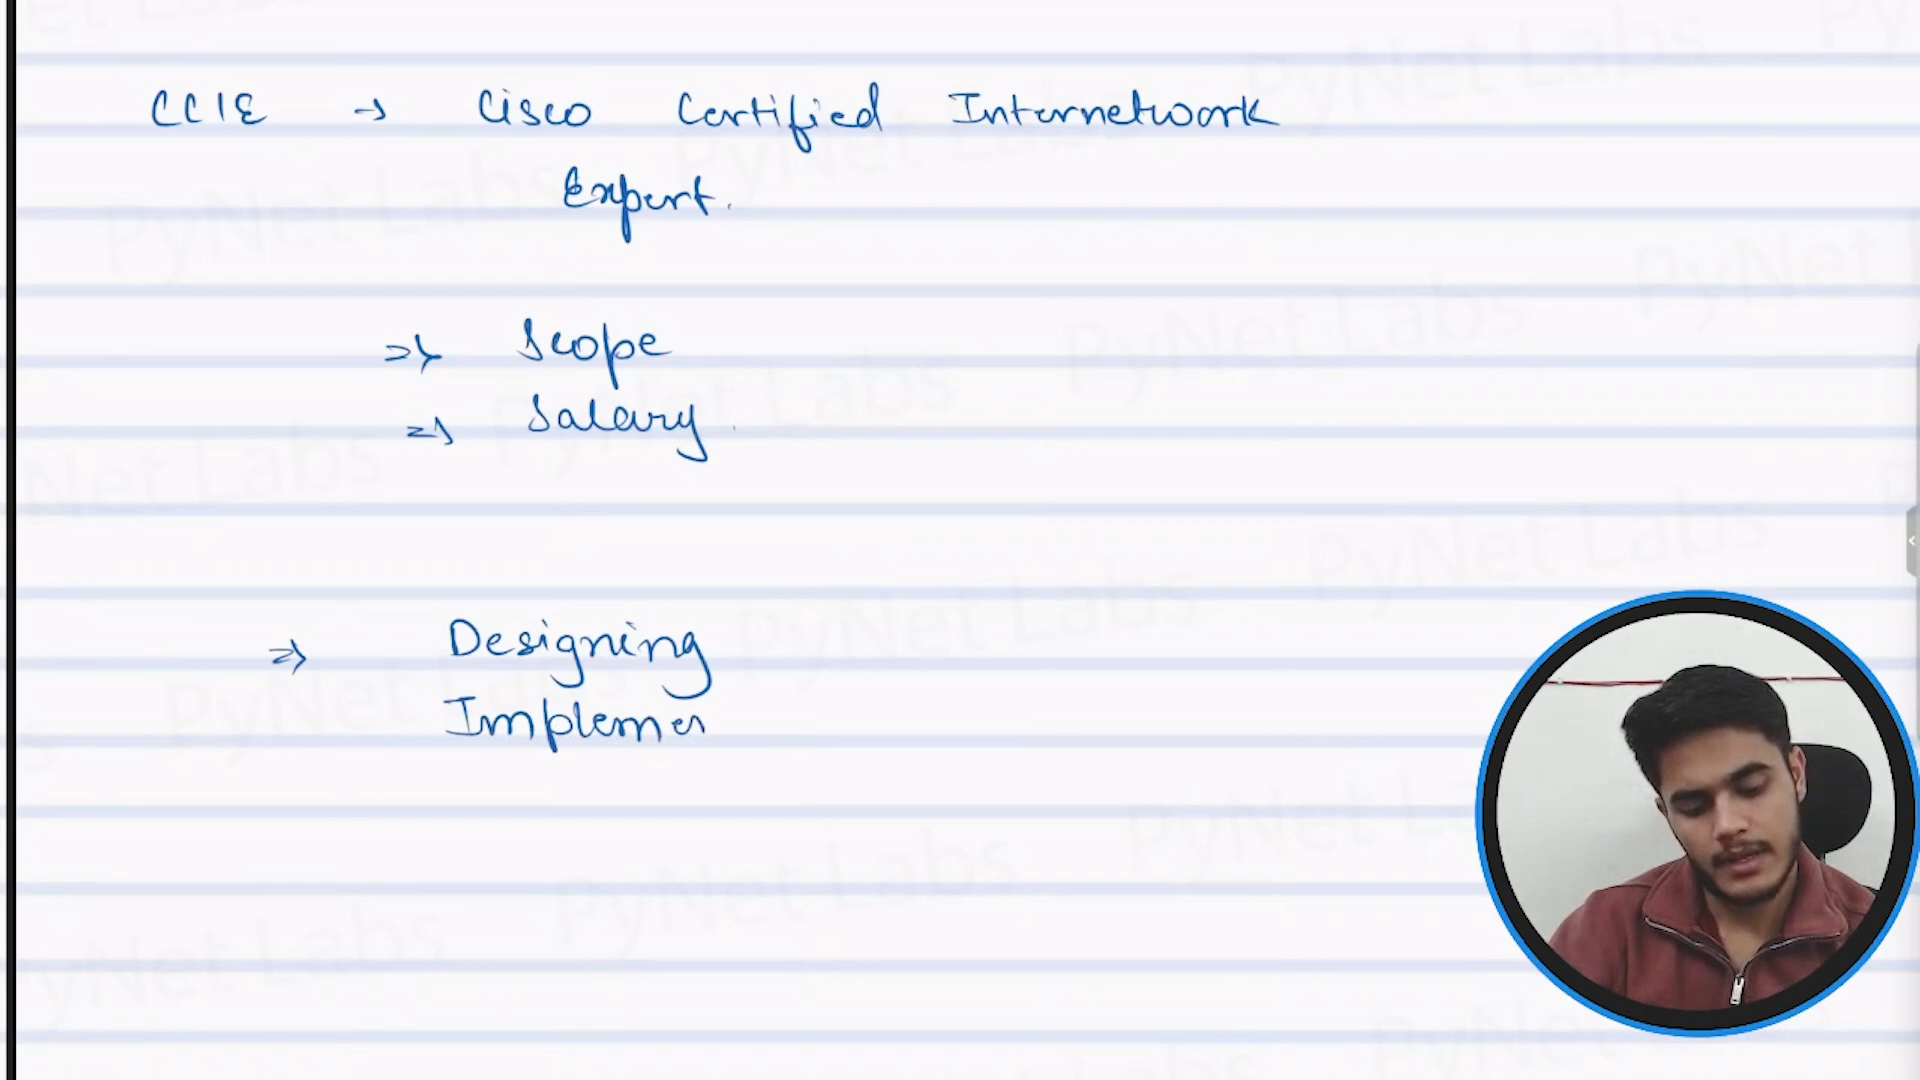 CCIE → Cisco Certified Internetwork
Expert.
⇒ Scope
⇒ Salary
⇒ Designing
Implemen